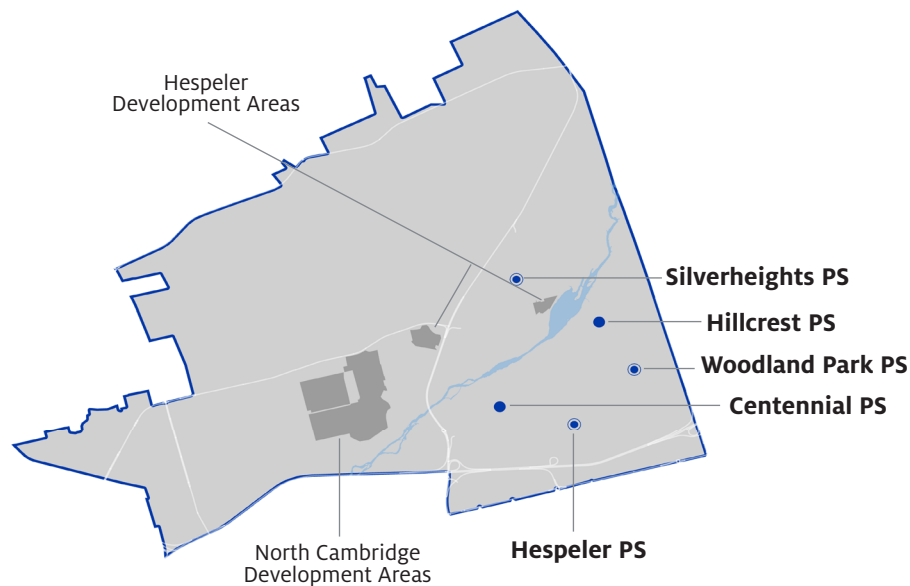 Hespeler
Development Areas
Silverheights PS
Hillcrest PS
Woodland Park PS
Centennial PS
Hespeler PS
North Cambridge
Development Areas